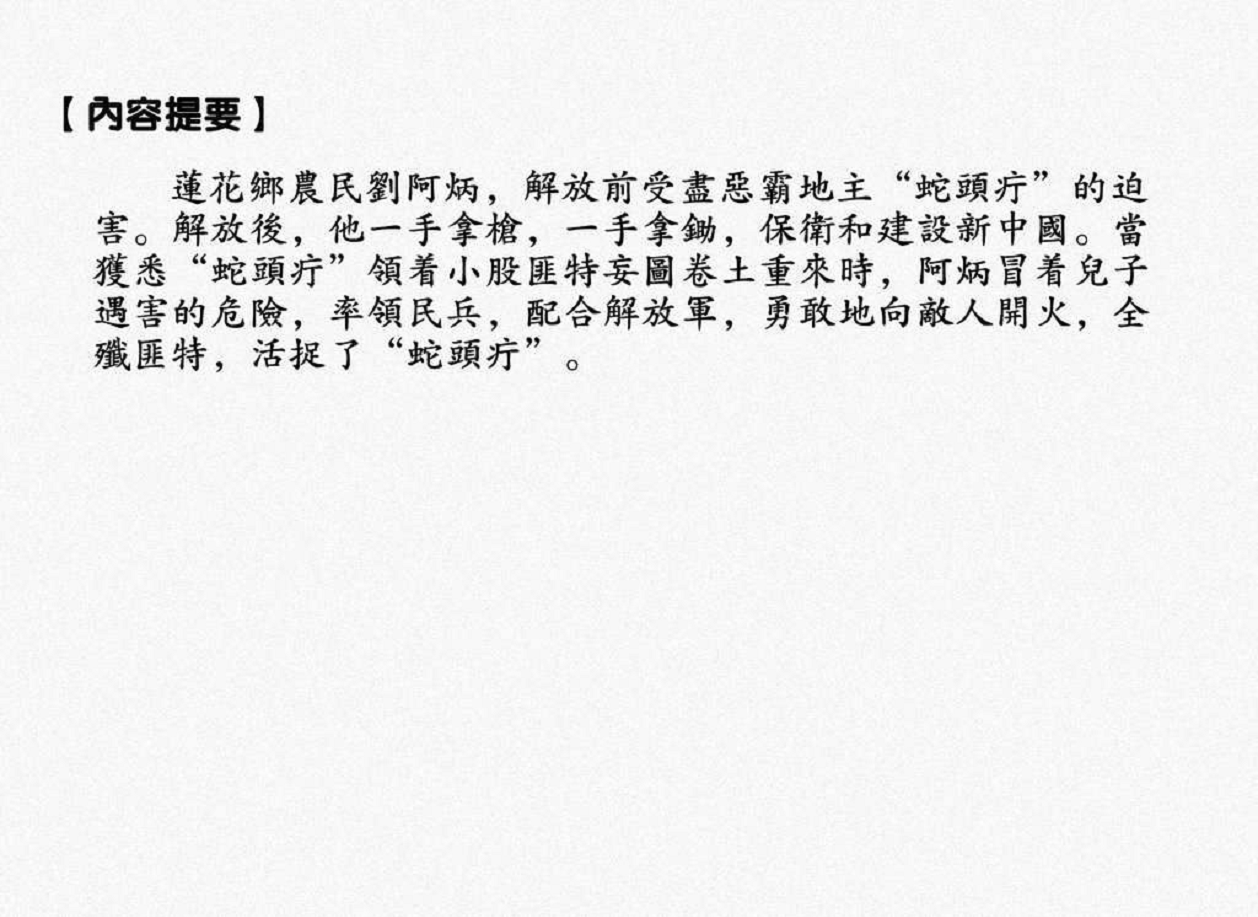 【內容提要】
蓮花鄉農民劉阿炳，解放前受盡惡霸地主“蛇頭疔”的迫
害。解放後，他一手拿槍，一手拿鋤，保衛和建設新中國。當
獲悉“蛇頭疔”領着小股匪特妄圖卷土重來時，阿炳冒着兒子
遇害的危險，率領民兵，配合解放軍，勇敢地向敵人開火，全
殲匪特，活捉了“蛇頭疔”。